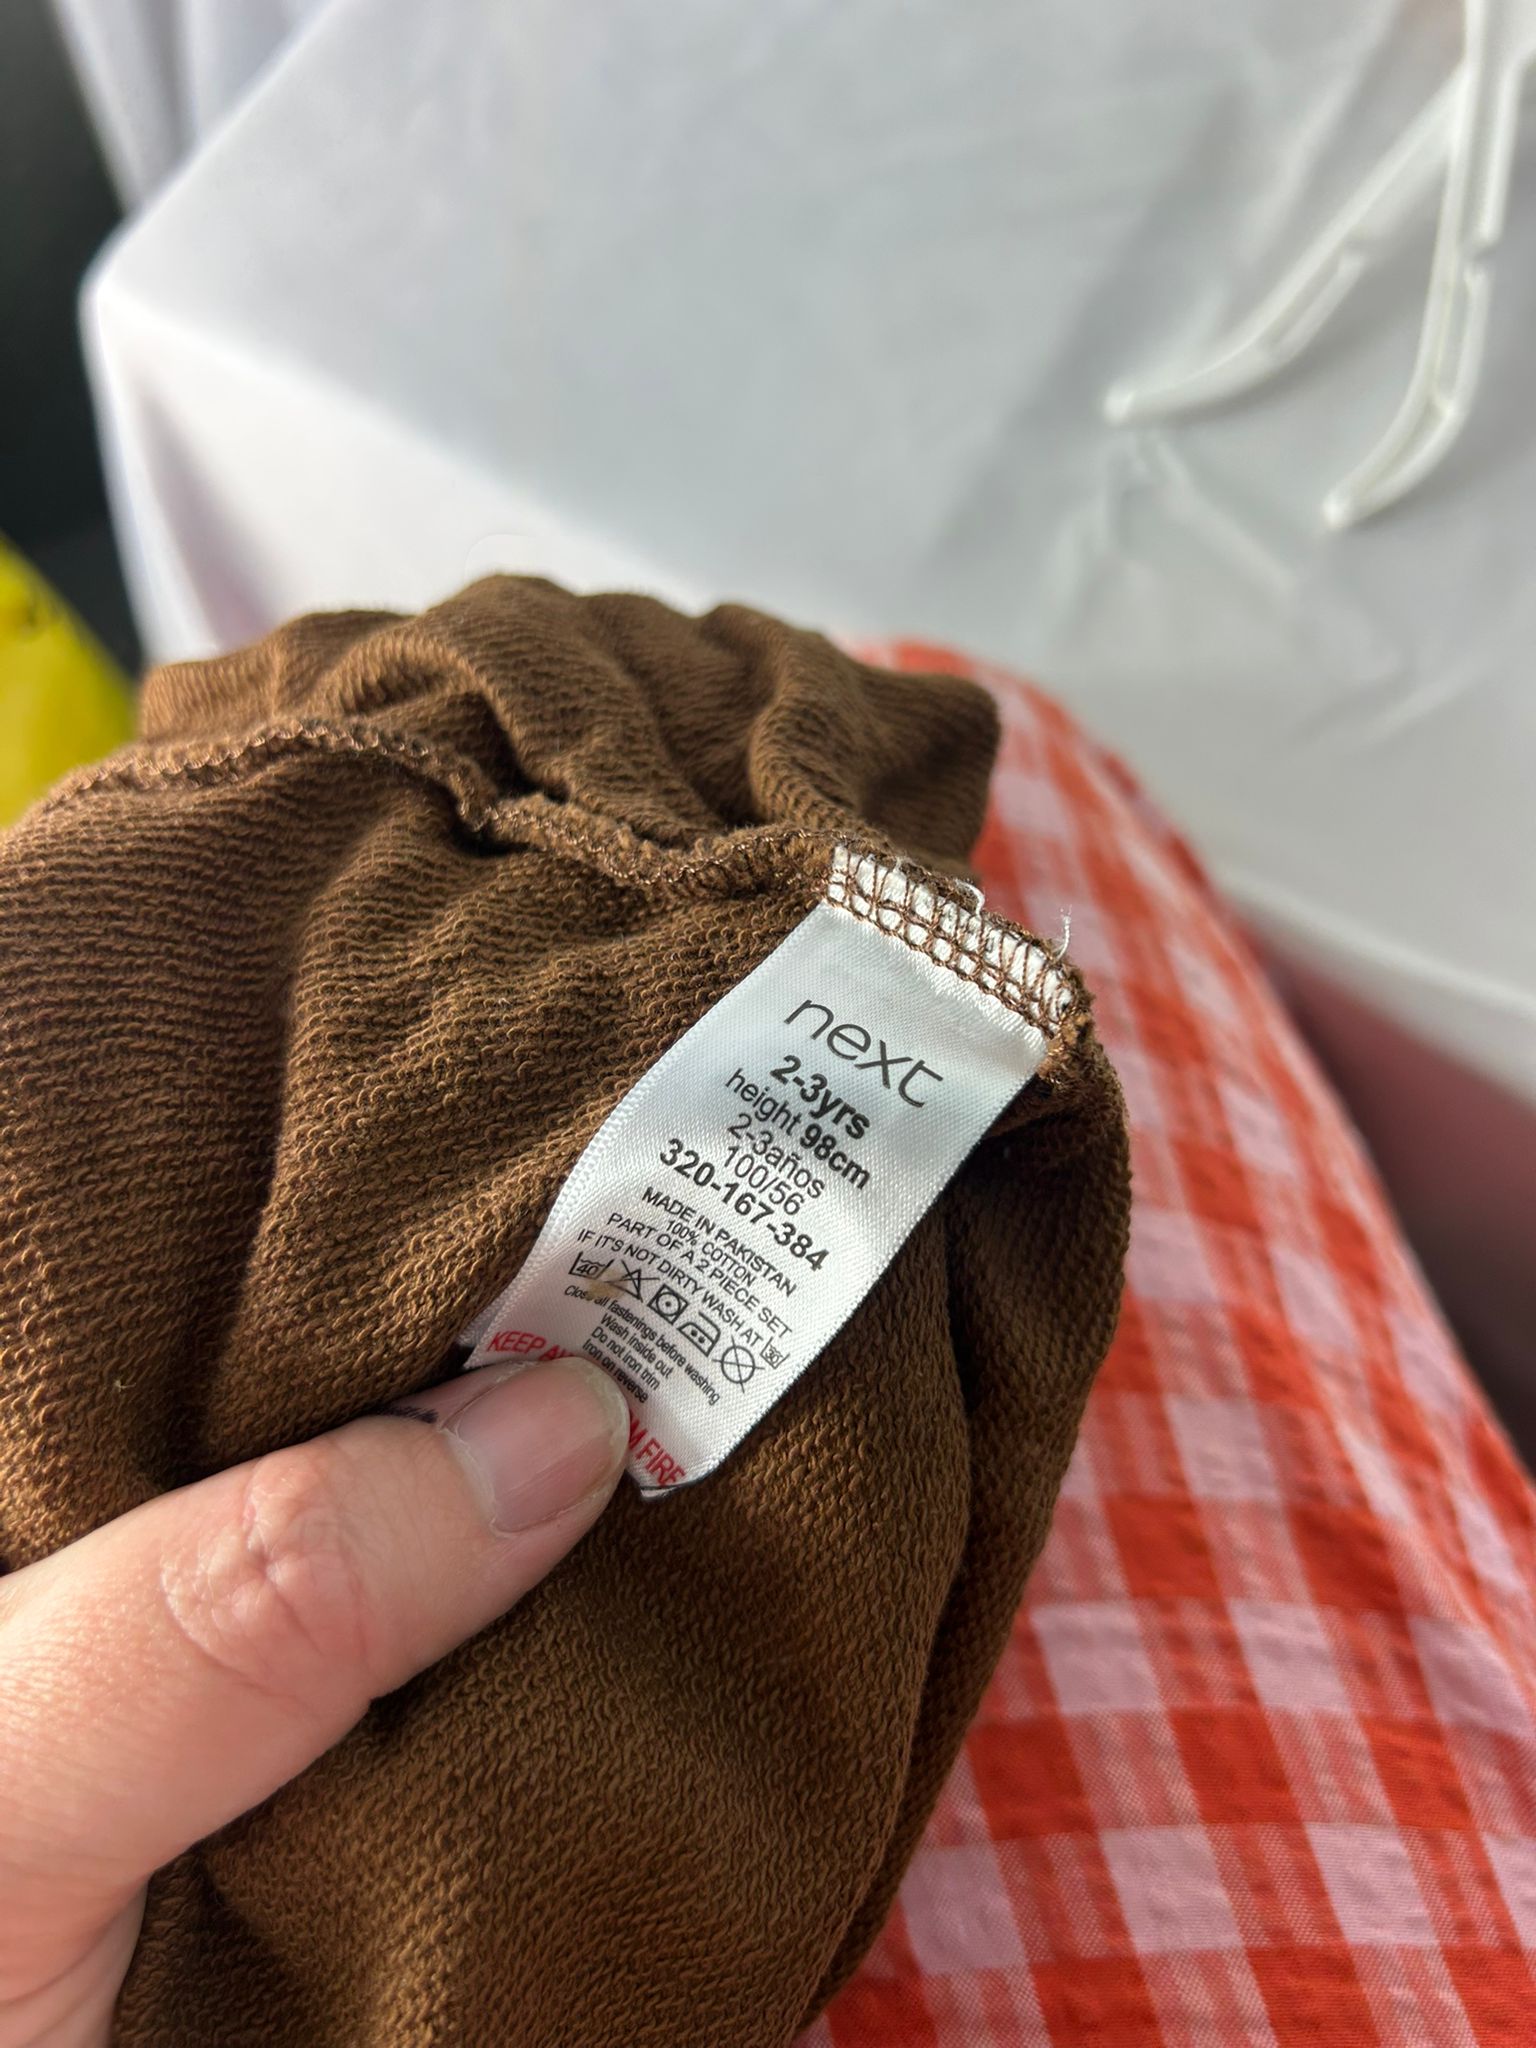 next
2-3yrs
height 98cm
2-3años
100/56
320-167-384
MADE IN PAKISTAN
100% COTTON
PART OF A 2 PIECE SET
IF IT'S NOT DIRTY WASH AT 30
40
Close all fastenings before washing
Wash inside out
Do not iron trim
Iron on reverse
KEEP FIRE